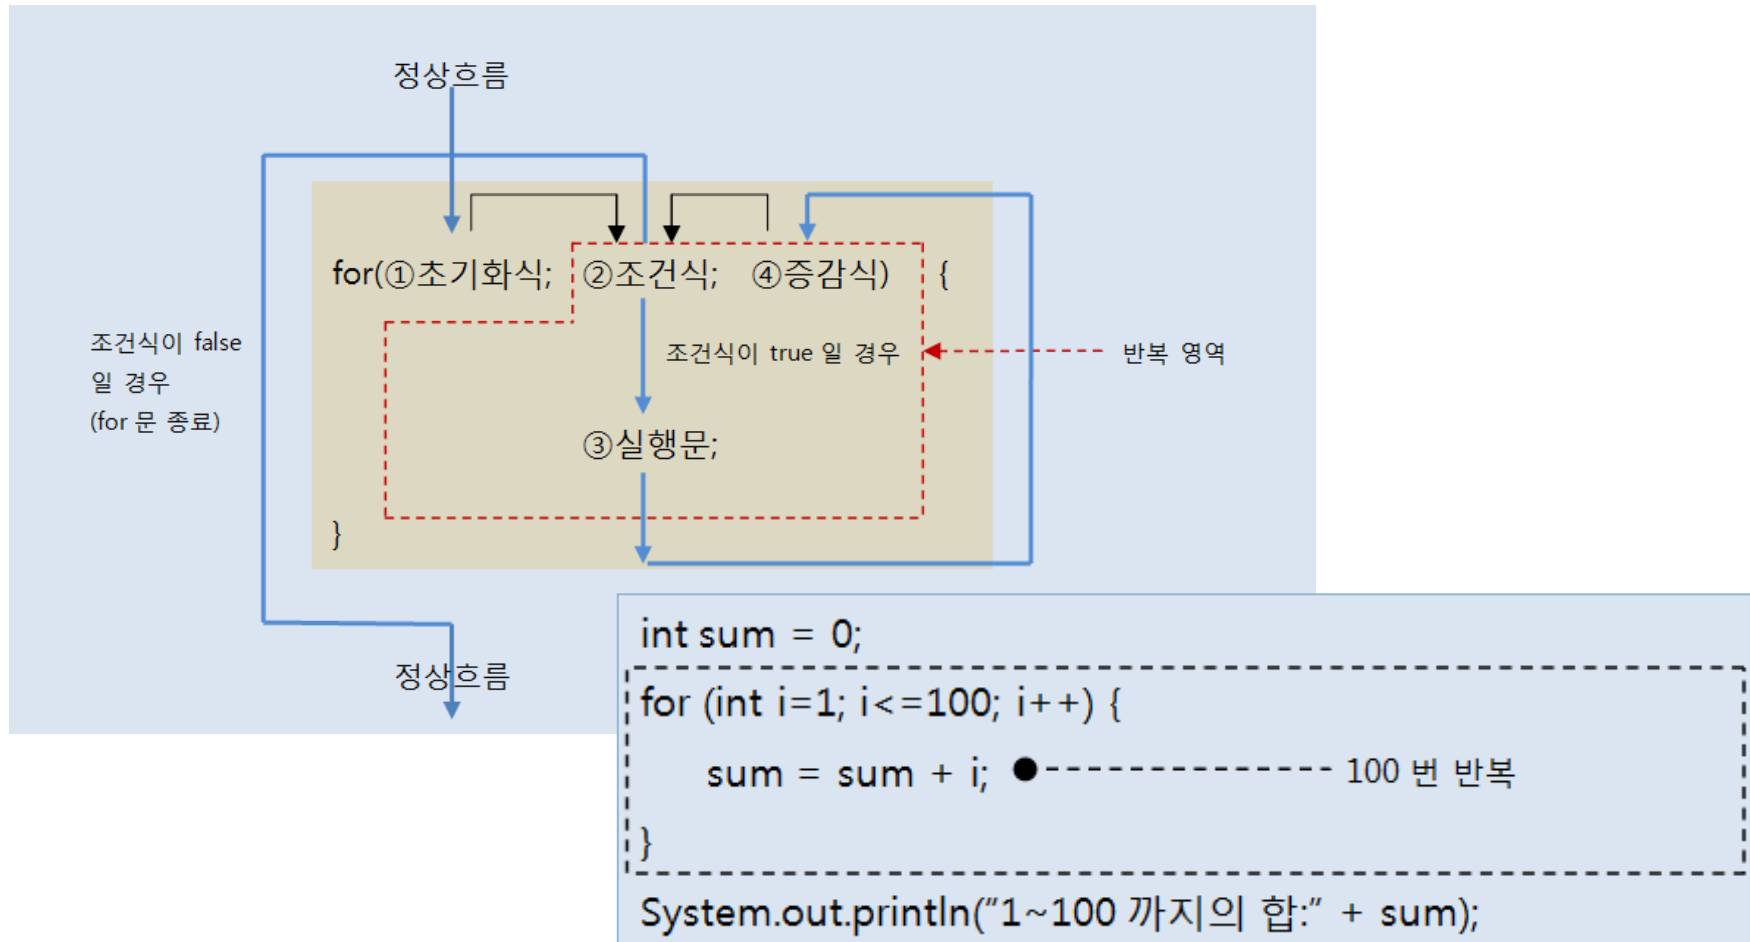 정상흐름
for(①초기화식; ②조건식; ④증감식) {
조건식이 false
일 경우
(for 문 종료)
조건식이 true 일 경우
반복 영역
③실행문;
}
정상흐름
int sum = 0;
for (int i=1; i<=100; i++) {
sum = sum + i;
100 번 반복
}
System.out.println(“1~100 까지의 합:” + sum);